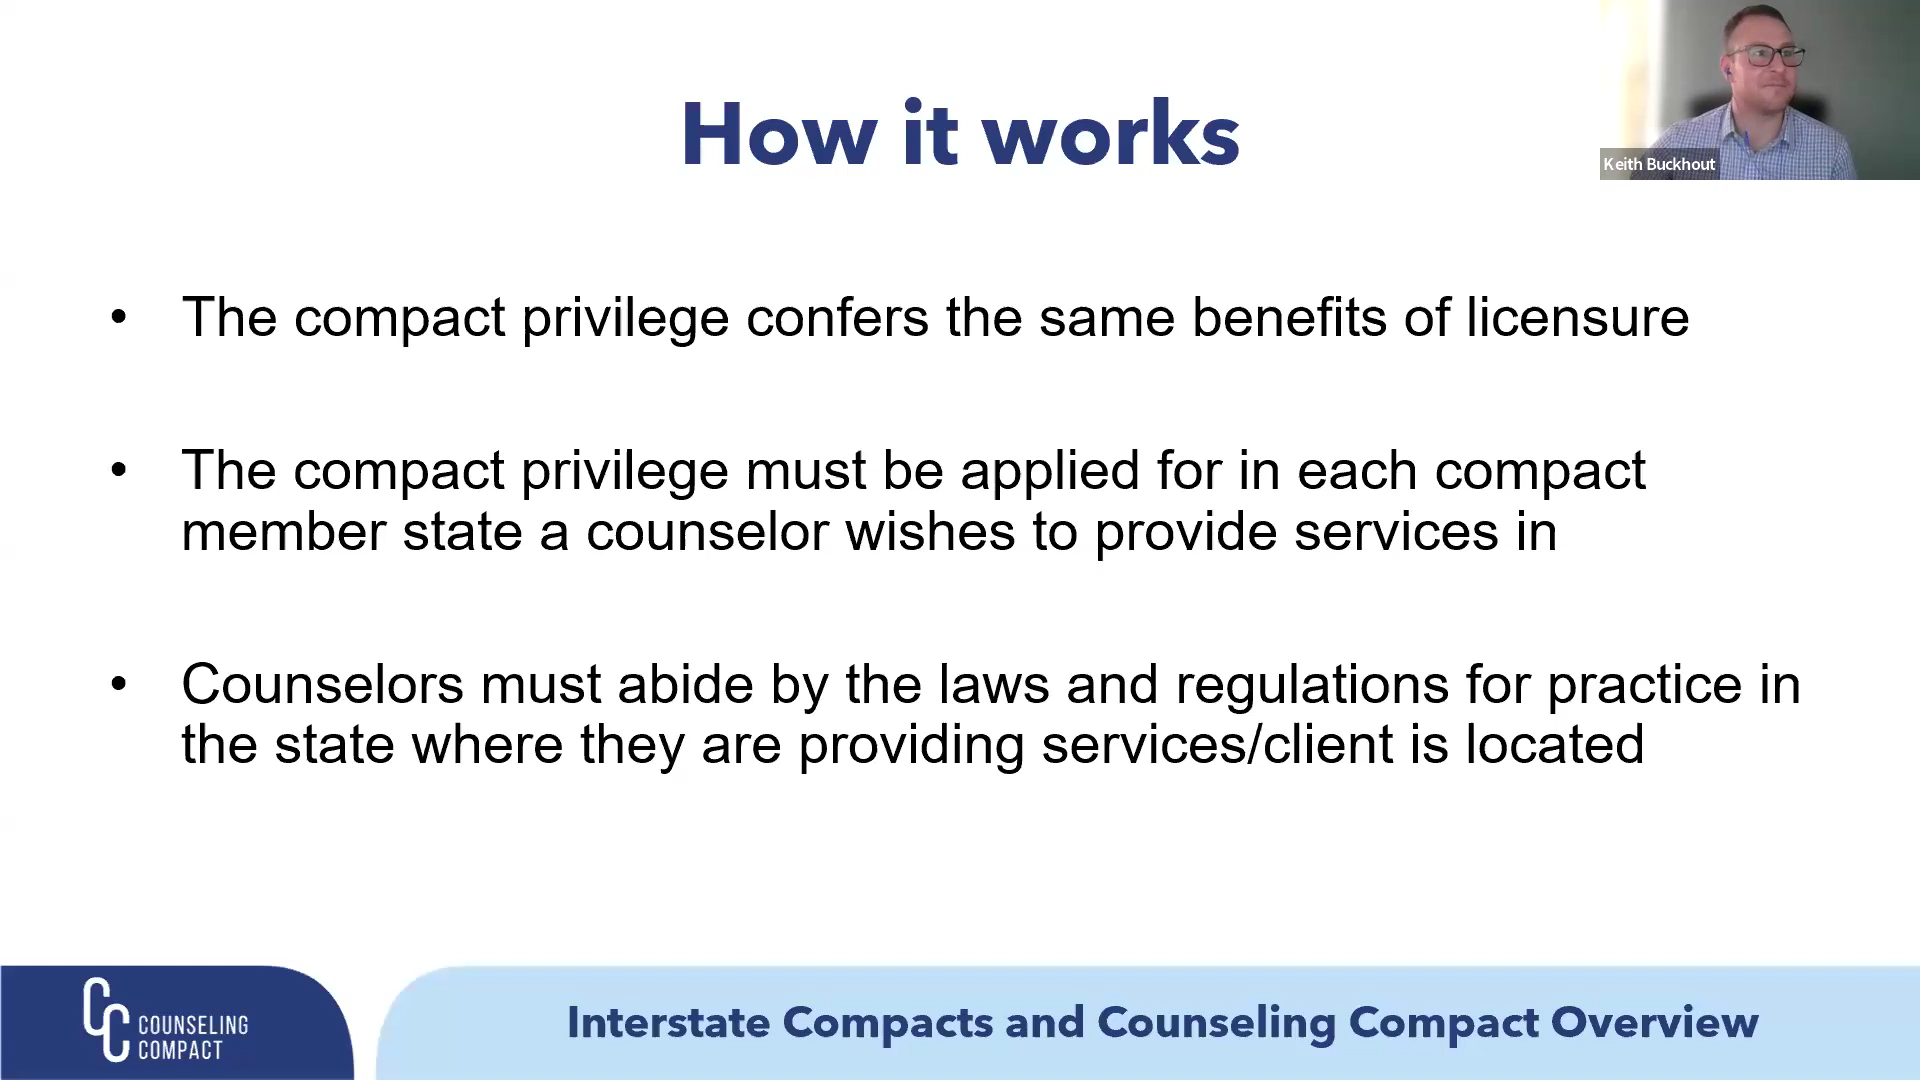 How it works
Keith Buckhout
• The compact privilege confers the same benefits of licensure
• The compact privilege must be applied for in each compact
member state a counselor wishes to provide services in
• Counselors must abide by the laws and regulations for practice in
the state where they are providing services/client is located
CC
COUNSELING
COMPACT
Interstate Compacts and Counseling Compact Overview